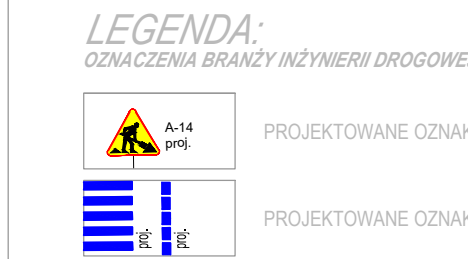 LEGENDA:
OZNACZENIA BRANŻY INŻYNIERII DROGOWE
A-14
proj.
PROJEKTOWANE OZNAK
proj.
proj.
PROJEKTOWANE OZNAK